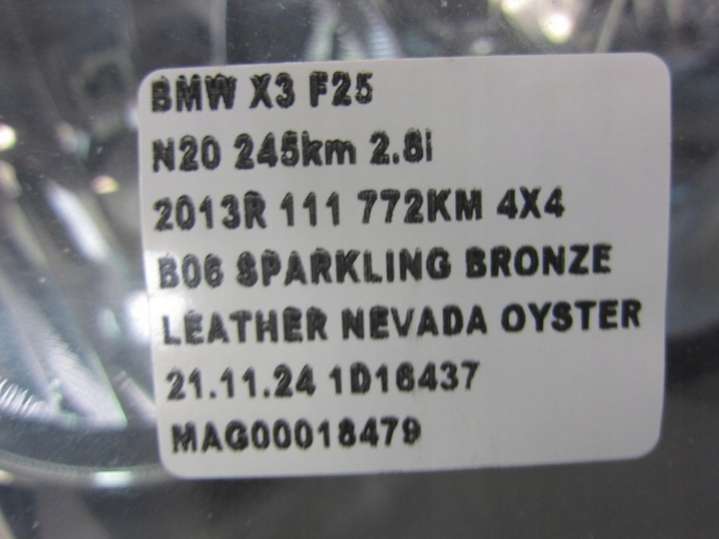 BMW X3 F25
N20 245km 2.8i
2013R 111 772KM 4X4
B06 SPARKLING BRONZE
LEATHER NEVADA OYSTER
21.11.24 1D16437
MAG00018479